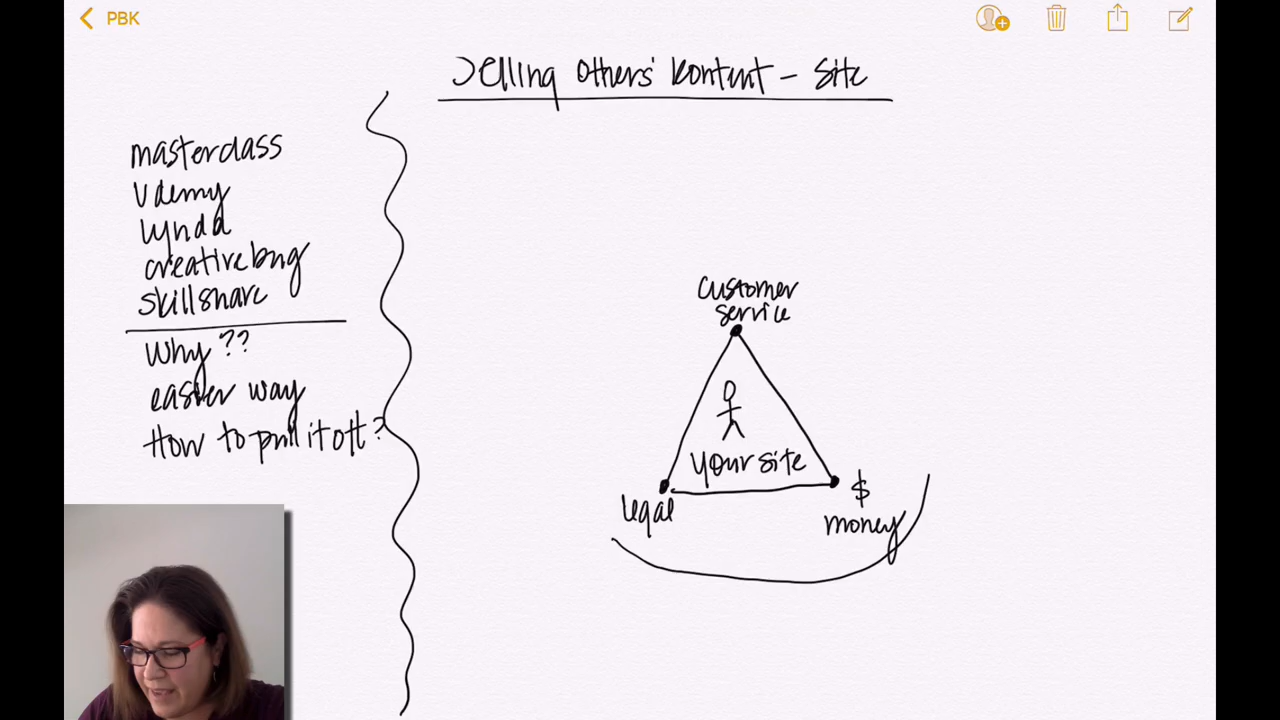 PBK
Selling Others' Kontent - Site
masterclass
Udemy
Lynda
creativebug
skillshare
Why ??
easier way
How to pull it off?
customer
service
your site
legal
$
money